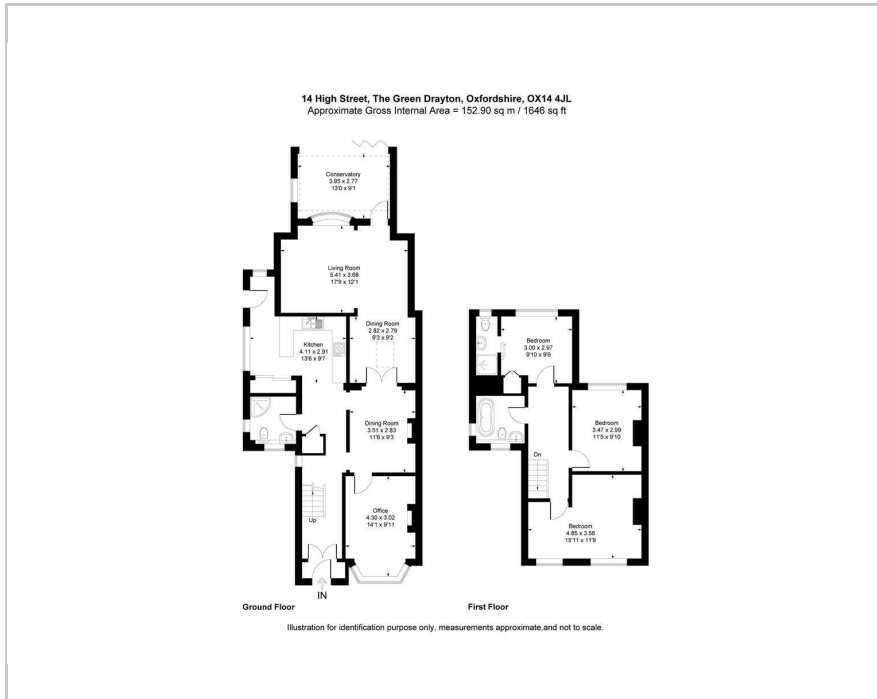 14 High Street, The Green Drayton, Oxfordshire, OX14 4JL
Approximate Gross Internal Area = 152.90 sq m / 1646 sq ft
Conservatory
3.95 x 2.77
13'0 x 9'1
Living Room
5.41 x 3.68
17'9 x 12'1
Dining Room
2.82 x 2.79
9'3 x 9'2
Kitchen
4.11 x 2.91
13'6 x 9'7
Dining Room
3.51 x 2.83
11'6 x 9'3
Office
4.30 x 3.02
14'1 x 9'11
Up
IN
Ground Floor
Bedroom
3.00 x 2.97
9'10 x 9'9
Bedroom
3.47 x 2.99
11'5 x 9'10
Dn
Bedroom
4.85 x 3.58
15'11 x 11'9
First Floor
Illustration for identification purpose only, measurements approximate,and not to scale.